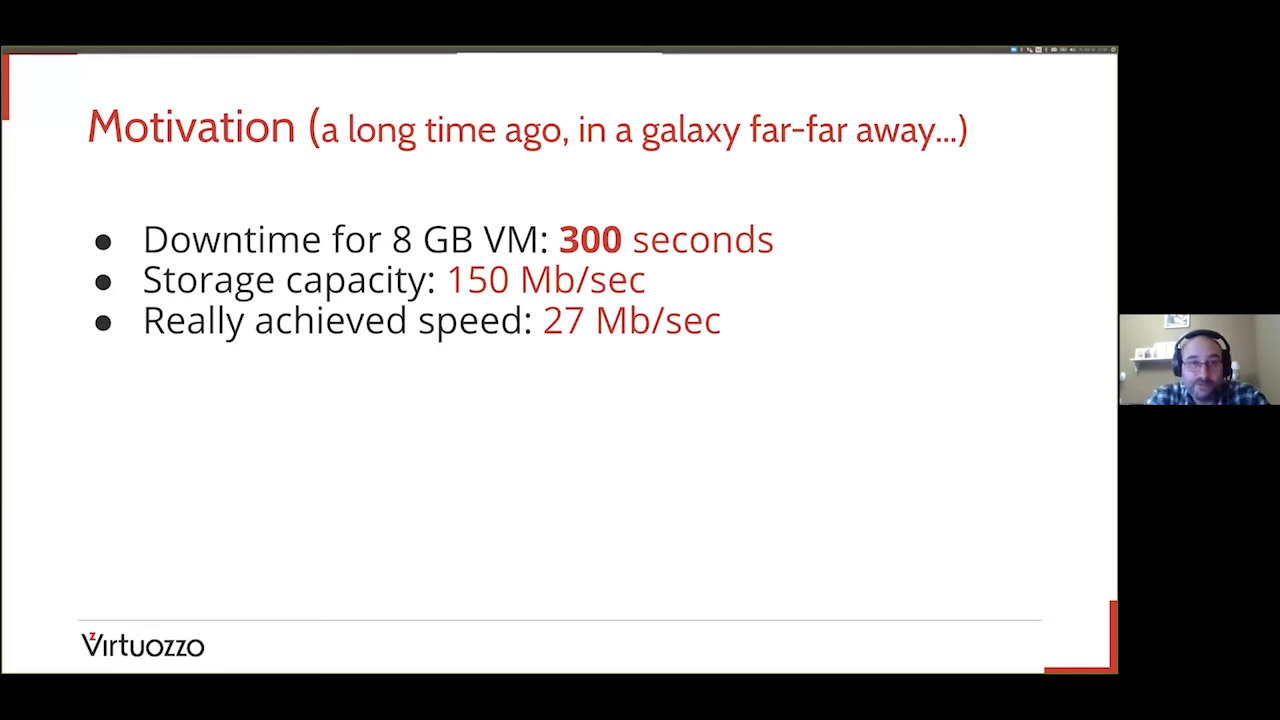 Motivation (a long time ago, in a galaxy far-far away...)
● Downtime for 8 GB VM: 300 seconds
● Storage capacity: 150 Mb/sec
● Really achieved speed: 27 Mb/sec
Virtuozzo